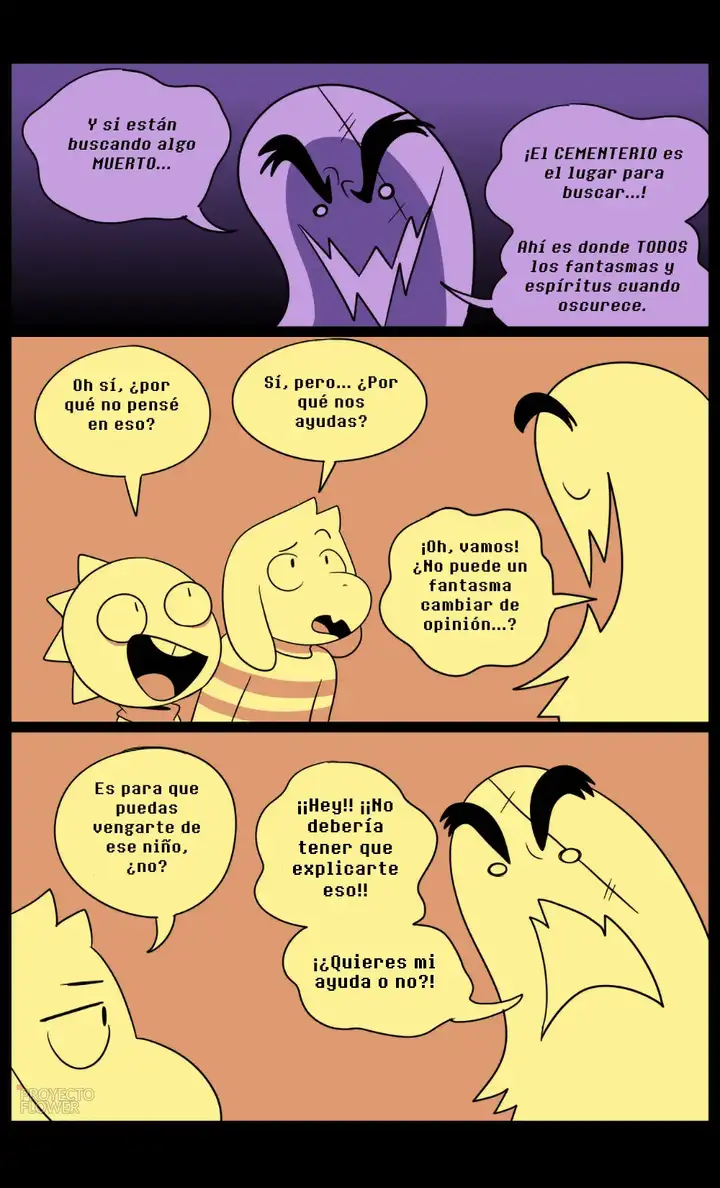 Y si están
buscando algo
MUERTO...
¡El CEMENTERIO es
el lugar para
buscar...!
Ahí es donde TODOS
los fantasmas y
espíritus cuando
oscurece.
Oh sí, ¿por
qué no pensé
en eso?
Sí, pero... ¿Por
qué nos
ayudas?
¡Oh, vamos!
¿No puede un
fantasma
cambiar de
opinión...?
Es para que
puedas
vengarte de
ese niño,
¿no?
¡¡Hey!! ¡¡No
debería
tener que
explicarte
eso!!
¡¿Quieres mi
ayuda o no?!
PROYECTO
FLOWER